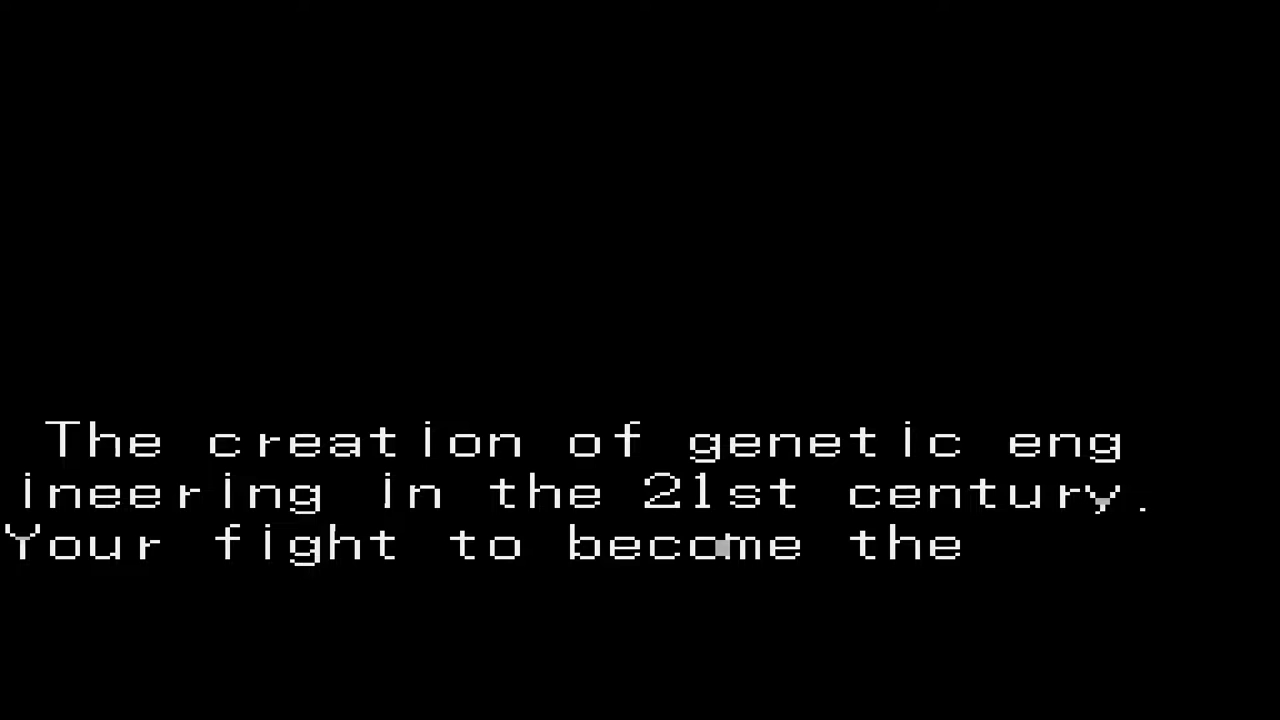 The creation of genetic eng
ineering in the 21st century.
Your fight to become the